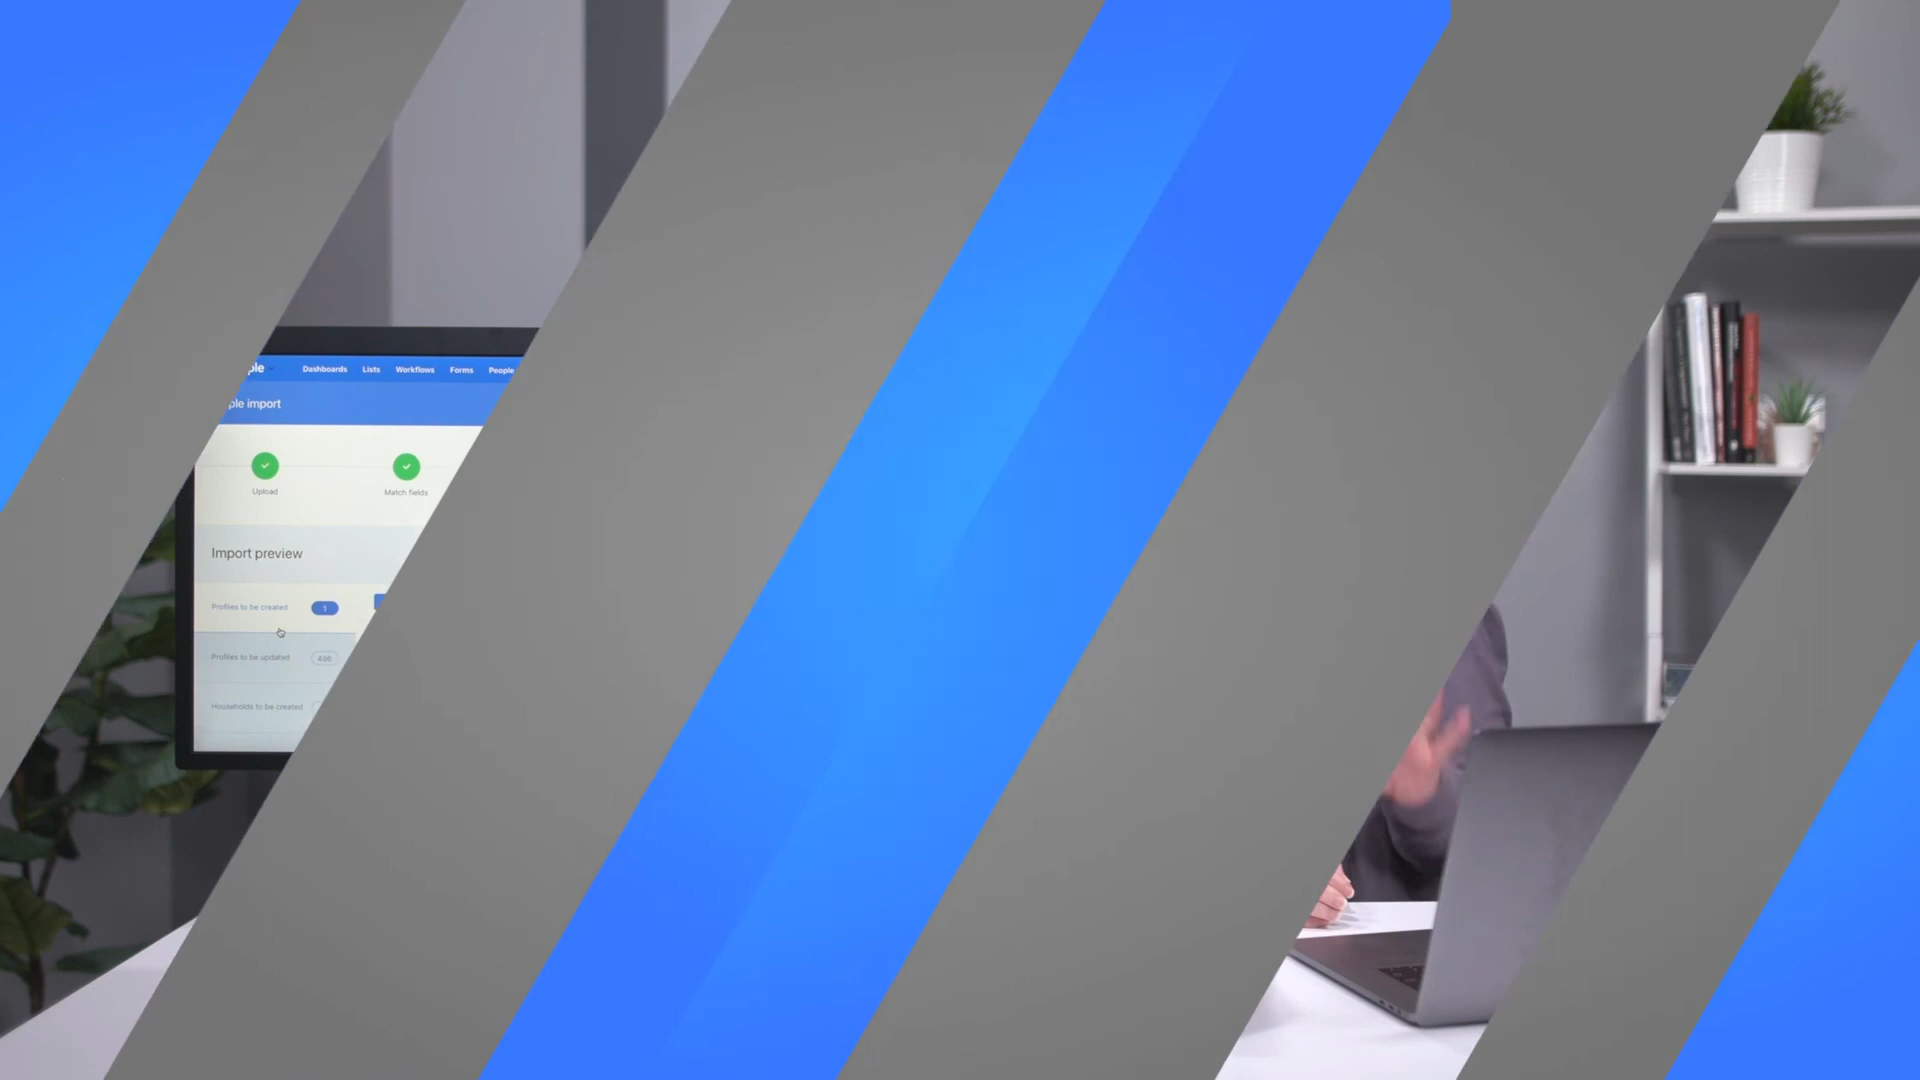 ple Dashboards Lists Workflows Forms People
ple import
Upload Match fields
Import preview
Profiles to be created 1
Profiles to be updated 496
Households to be created